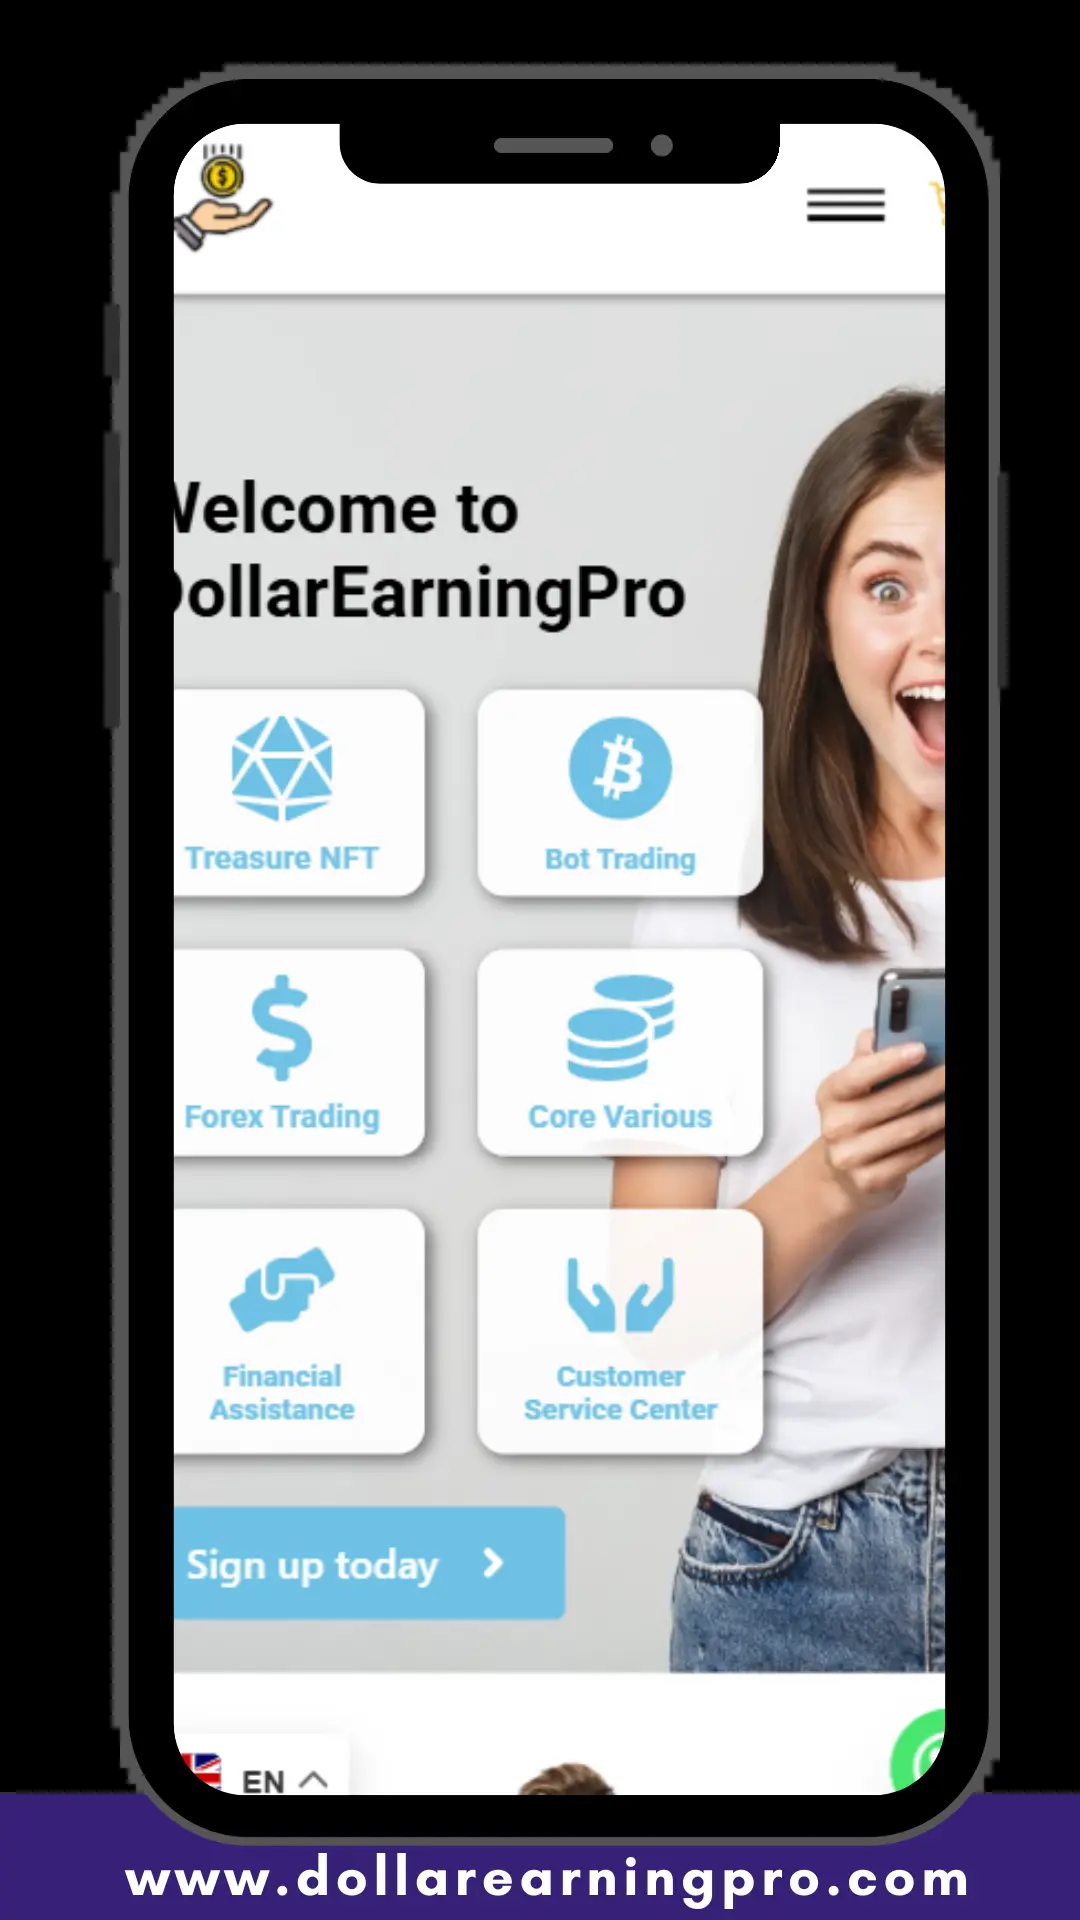 Welcome to
DollarEarningPro
Treasure NFT
Bot Trading
Forex Trading
Core Various
Financial
Assistance
Customer
Service Center
Sign up today
EN
www.dollarearningpro.com